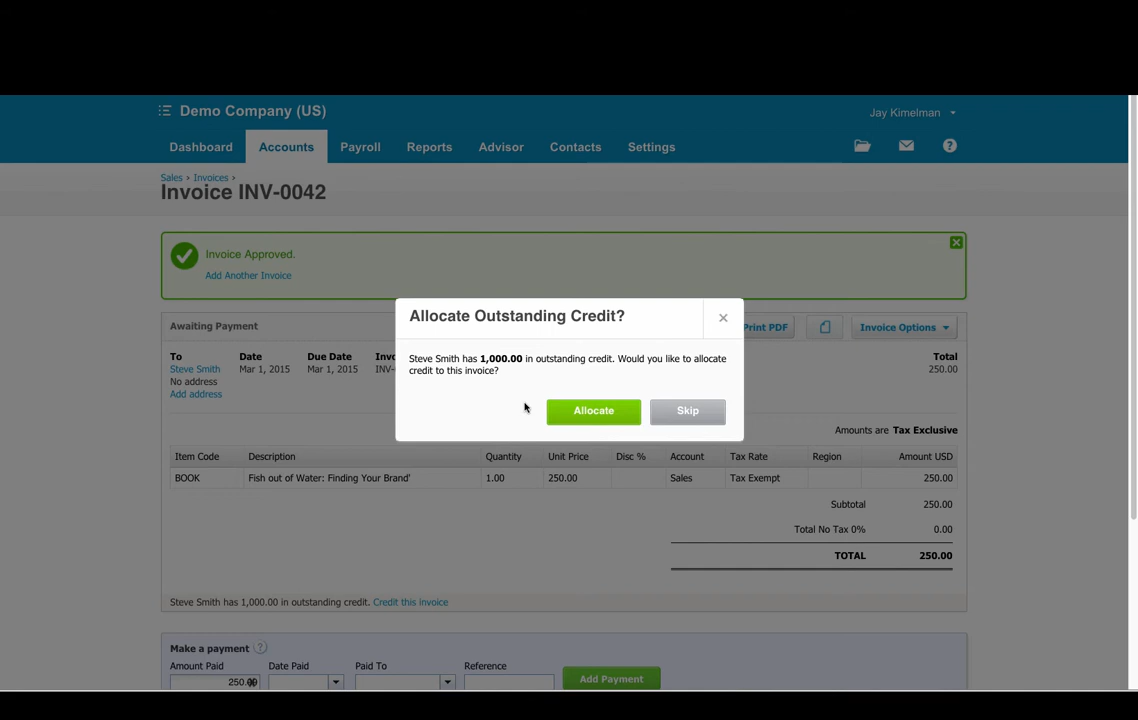 Demo Company (US)
Jay Kimelman
Dashboard Accounts Payroll Reports Advisor Contacts Settings ?
Sales > Invoices >
Invoice INV-0042
Invoice Approved.
Add Another Invoice
Awaiting Payment Print PDF Invoice Options
To Date Due Date Total
Steve Smith Mar 1, 2015 Mar 1, 2015 250.00
No address
Add address
Allocate Outstanding Credit? ×
Steve Smith has 1,000.00 in outstanding credit. Would you like to allocate
credit to this invoice?
Allocate Skip
Amounts are Tax Exclusive
Item Code Description Quantity Unit Price Disc % Account Tax Rate Region Amount USD
BOOK Fish out of Water: Finding Your Brand' 1.00 250.00 Sales Tax Exempt 250.00
Subtotal 250.00
Total No Tax 0% 0.00
TOTAL 250.00
Steve Smith has 1,000.00 in outstanding credit. Credit this invoice
Make a payment ?
Amount Paid Date Paid Paid To Reference
Add Payment